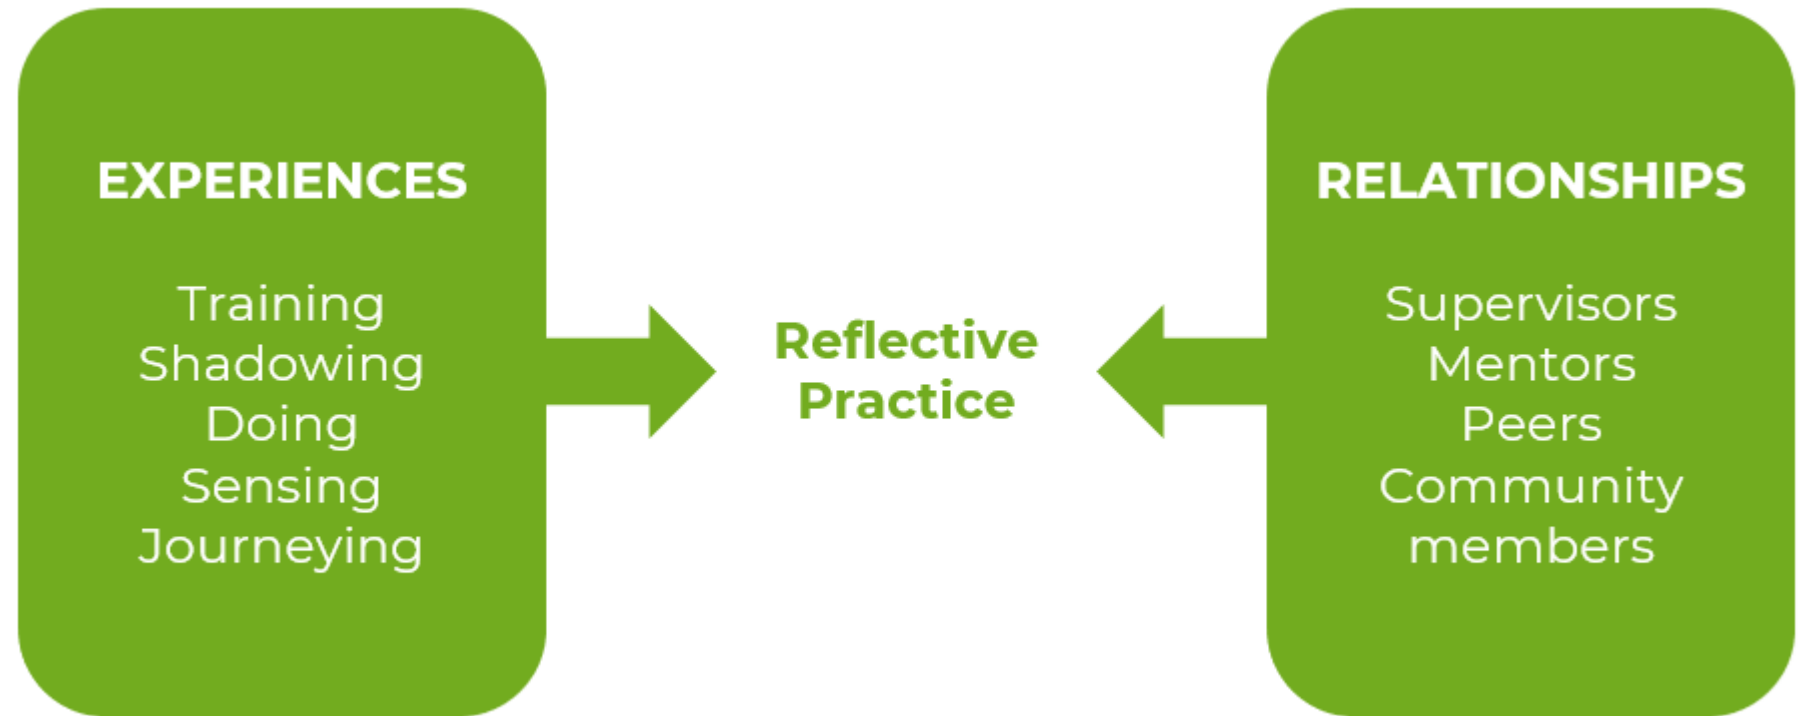 EXPERIENCES
Training
Shadowing
Doing
Sensing
Journeying
Reflective
Practice
RELATIONSHIPS
Supervisors
Mentors
Peers
Community
members